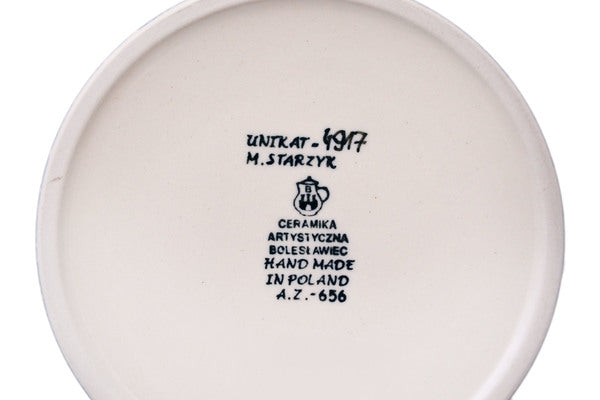 UNIKAT-4917
M. STARZYK
B
CERAMIKA
ARTYSTYCZNA
BOLESŁAWIEC
HAND MADE
IN POLAND
A.Z.-656